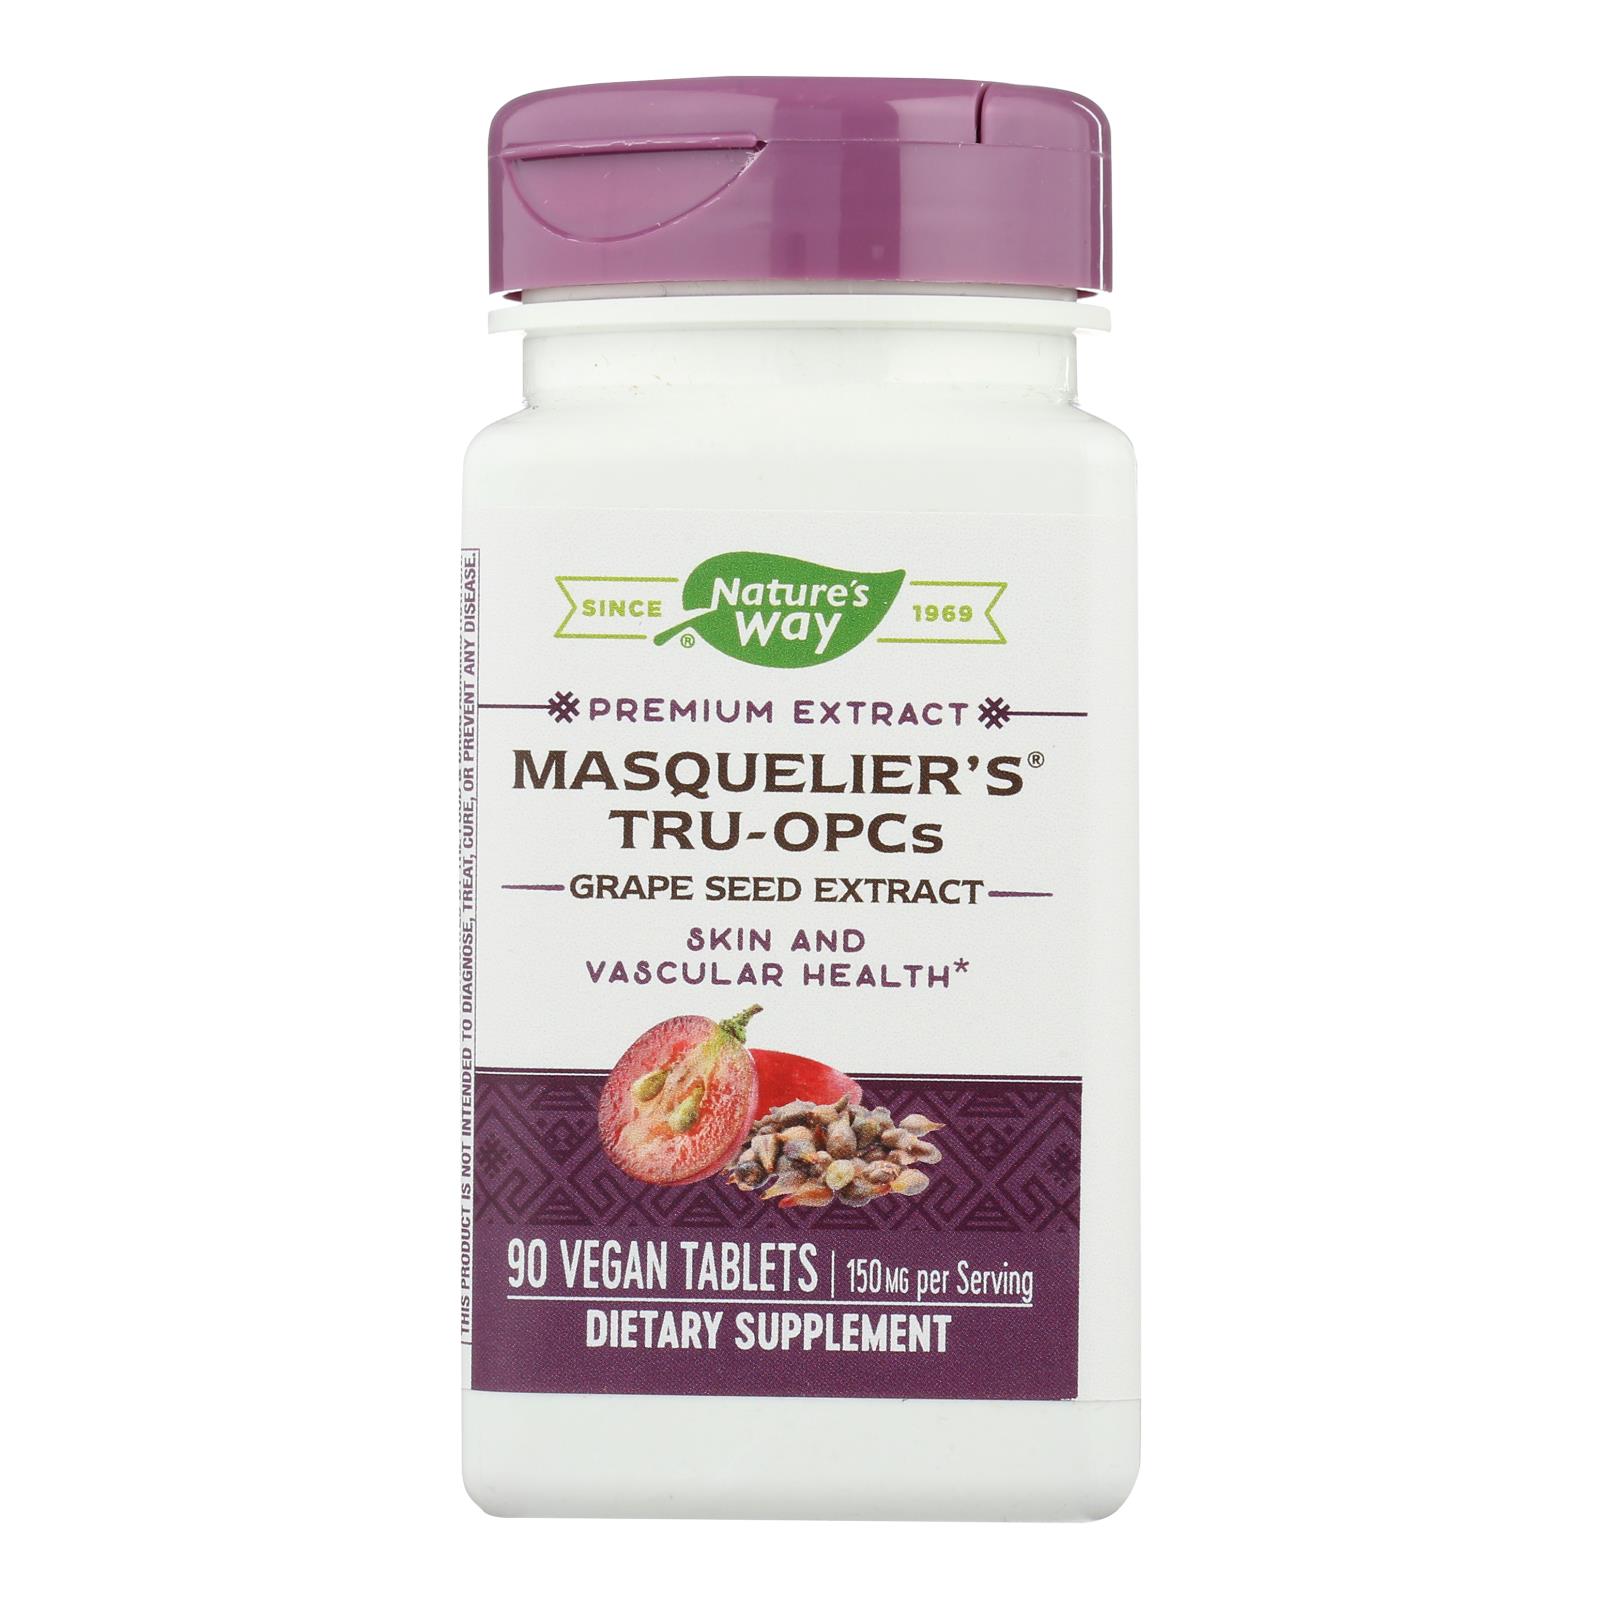 SINCE Nature's Way ® 1969
PREMIUM EXTRACT
MASQUELIER'S®
TRU-OPCs
GRAPE SEED EXTRACT
SKIN AND
VASCULAR HEALTH*
90 VEGAN TABLETS | 150MG per Serving
DIETARY SUPPLEMENT
THIS PRODUCT IS NOT INTENDED TO DIAGNOSE, TREAT, CURE, OR PREVENT ANY DISEASE.